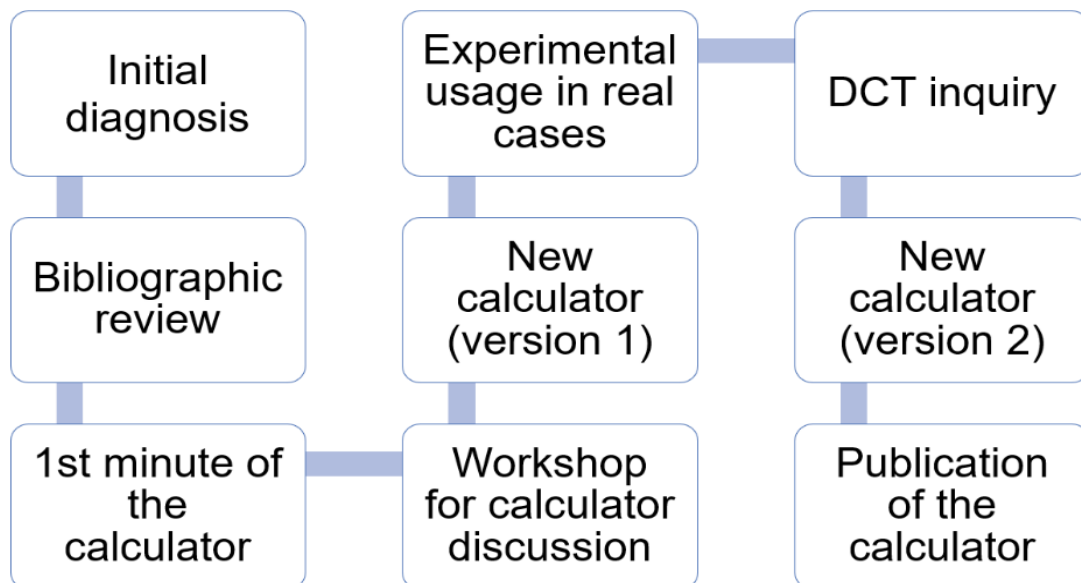 Initial
diagnosis
Bibliographic
review
1st minute of
the
calculator
Workshop
for calculator
discussion
New
calculator
(version 1)
Experimental
usage in real
cases
DCT inquiry
New
calculator
(version 2)
Publication
of the
calculator